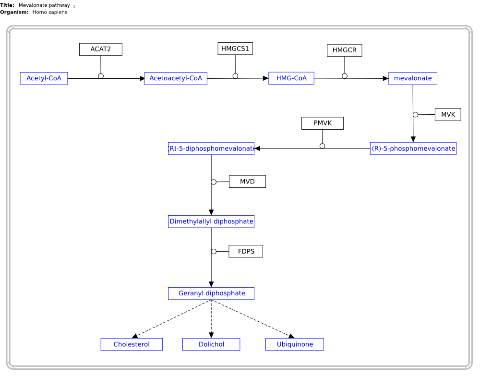 Title: Mevalonate pathway
Organism: Homo sapiens
ACAT2
HMGCS1
HMGCR
Acetyl-CoA
Acetoacetyl-CoA
HMG-CoA
mevalonate
MVK
PMVK
(R)-5-diphosphomevalonate
(R)-5-phosphomevalonate
MVD
Dimethylallyl diphosphate
FDPS
Geranyl diphosphate
Cholesterol
Dolichol
Ubiquinone